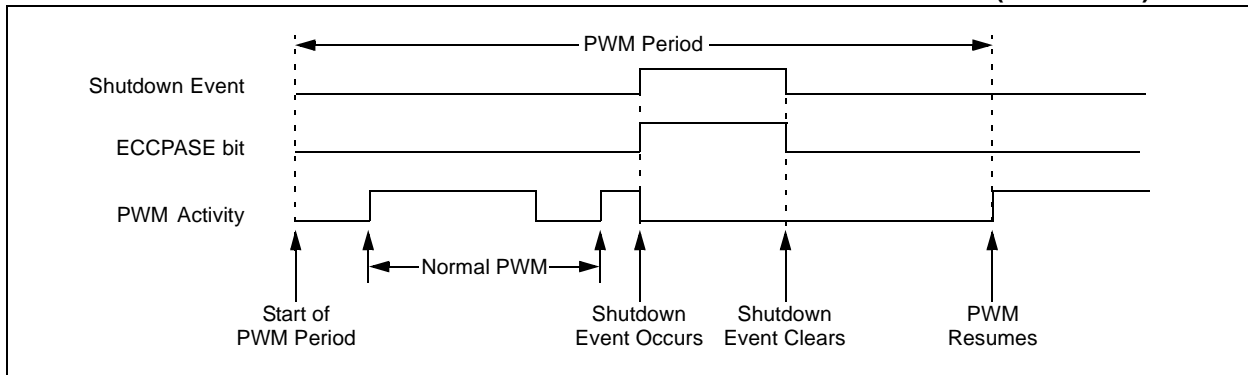 PWM Period
Shutdown Event
ECCPASE bit
PWM Activity
Normal PWM
Start of
PWM Period
Shutdown
Event Occurs
Shutdown
Event Clears
PWM
Resumes